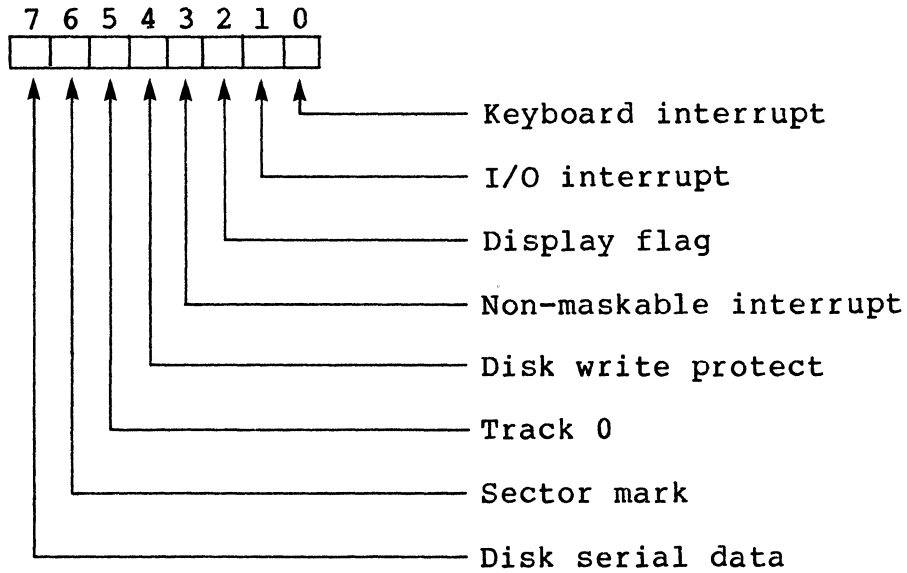 7 6 5 4 3 2 1 0
Keyboard interrupt
I/O interrupt
Display flag
Non-maskable interrupt
Disk write protect
Track 0
Sector mark
Disk serial data